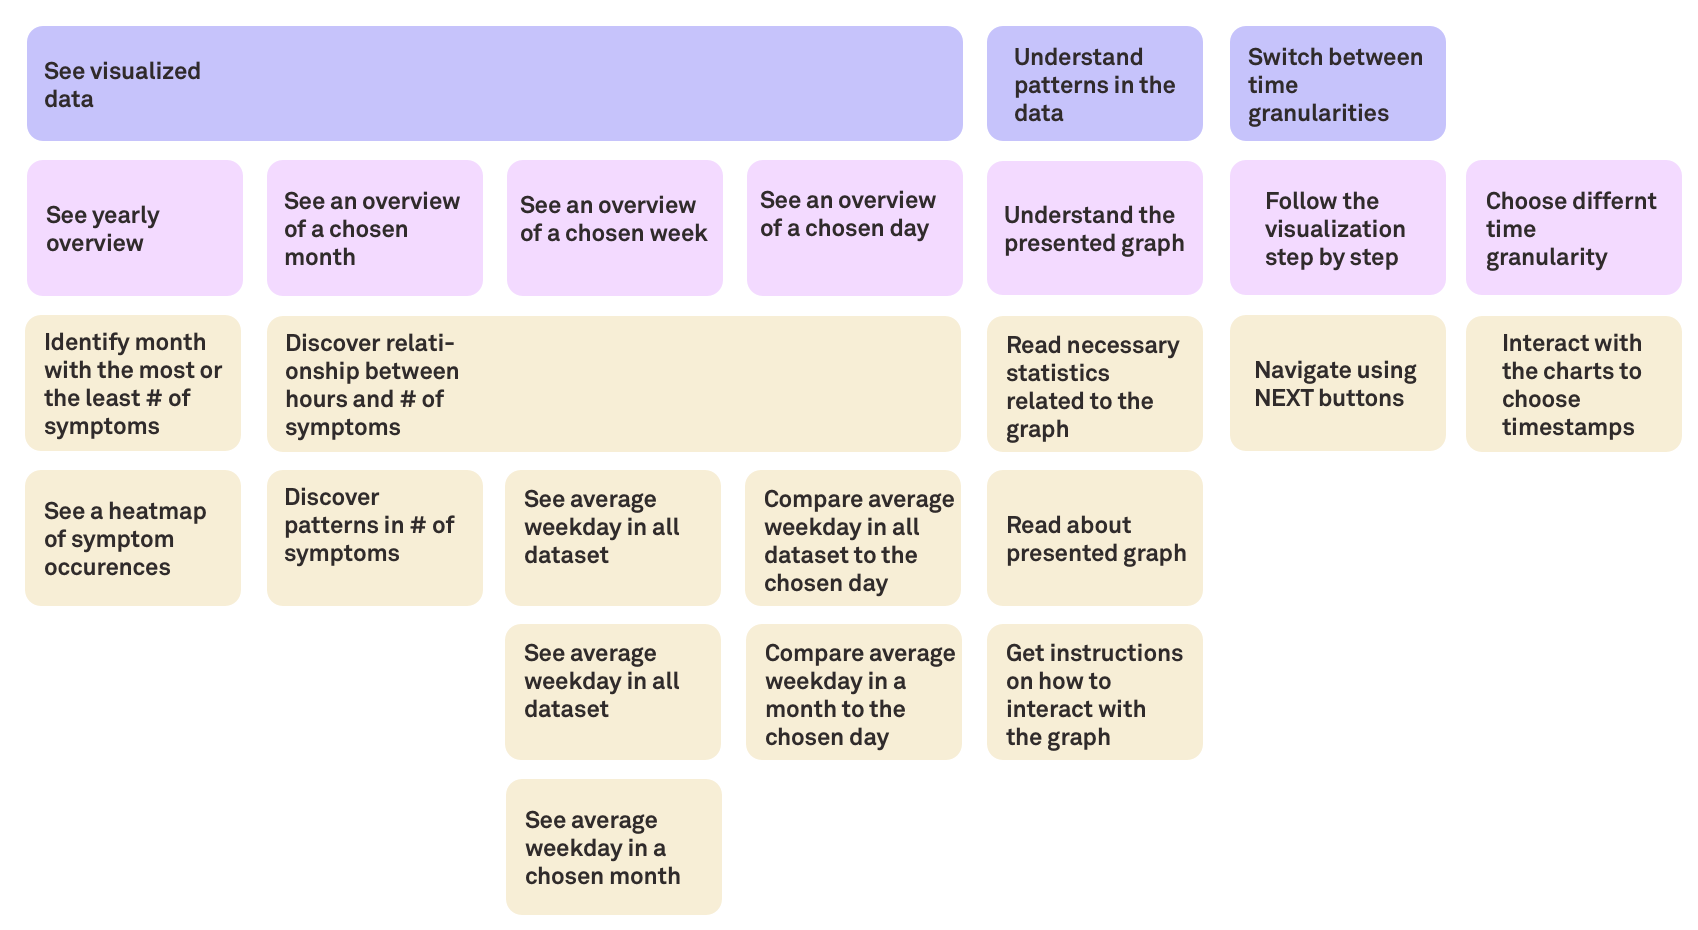 See visualized
data
Understand
patterns in the
data
Switch between
time
granularities
See yearly
overview
See an overview
of a chosen
month
See an overview
of a chosen week
See an overview
of a chosen day
Understand the
presented graph
Follow the
visualization
step by step
Choose differnt
time
granularity
Identify month
with the most or
the least # of
symptoms
Discover relati-
onship between
hours and # of
symptoms
Read necessary
statistics
related to the
graph
Navigate using
NEXT buttons
Interact with
the charts to
choose
timestamps
See a heatmap
of symptom
occurences
Discover
patterns in # of
symptoms
See average
weekday in all
dataset
Compare average
weekday in all
dataset to the
chosen day
Read about
presented graph
See average
weekday in all
dataset
Compare average
weekday in a
month to the
chosen day
Get instructions
on how to
interact with
the graph
See average
weekday in a
chosen month